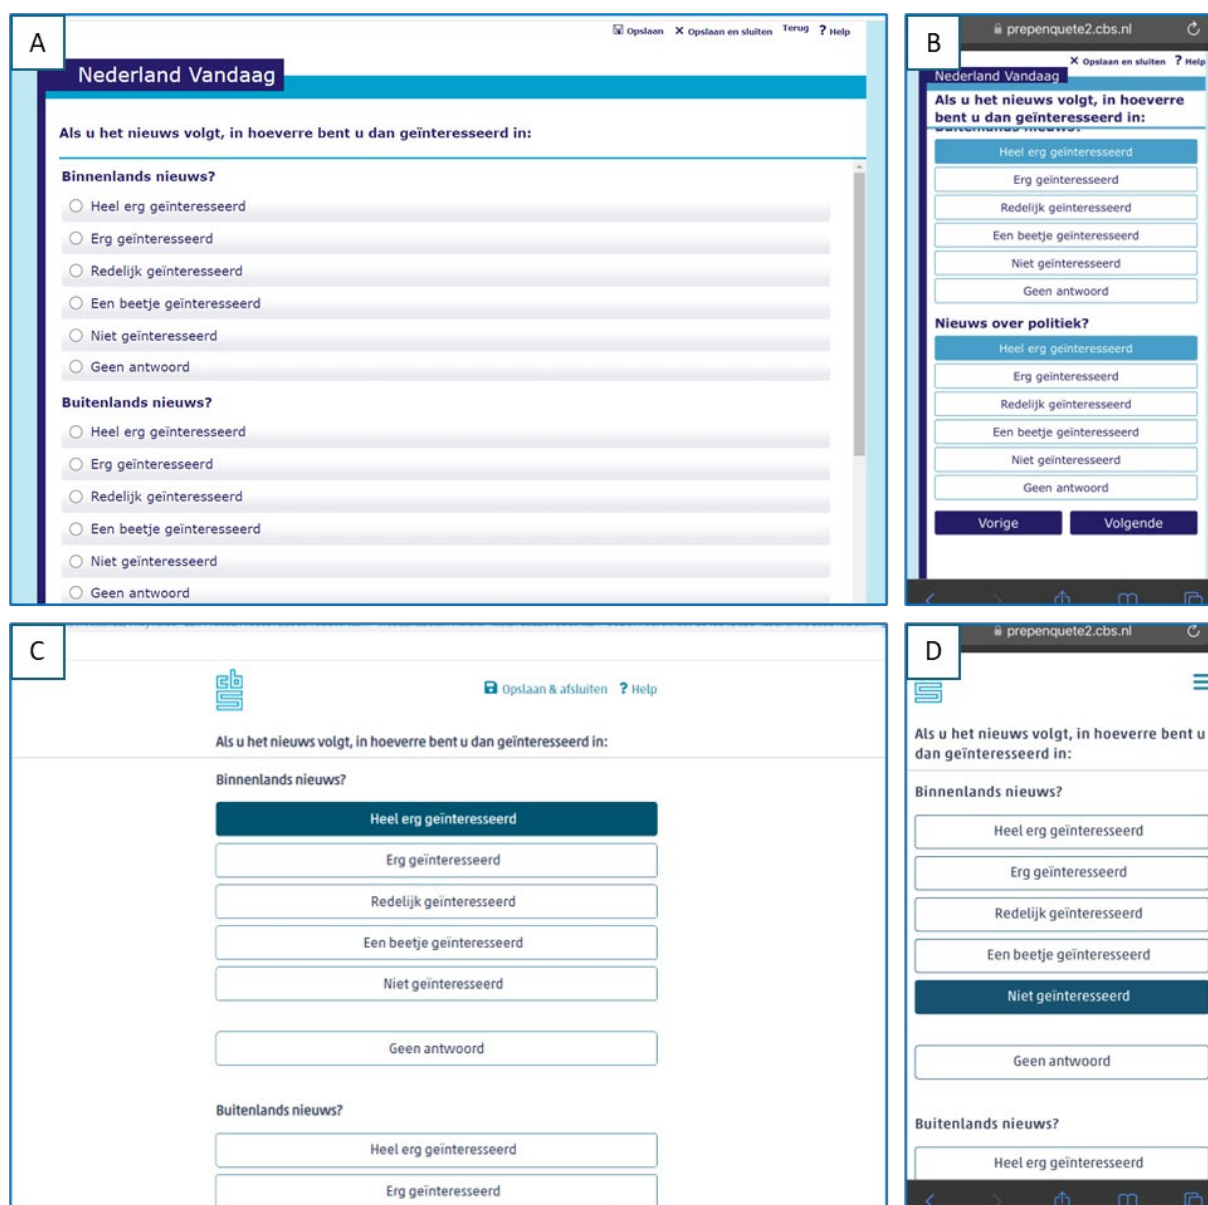 A
Opslaan X Opslaan en sluiten Terug ? Help
Nederland Vandaag
Als u het nieuws volgt, in hoeverre bent u dan geïnteresseerd in:
Binnenlands nieuws?
Heel erg geïnteresseerd
Erg geïnteresseerd
Redelijk geïnteresseerd
Een beetje geïnteresseerd
Niet geïnteresseerd
Geen antwoord
Buitenlands nieuws?
Heel erg geïnteresseerd
Erg geïnteresseerd
Redelijk geïnteresseerd
Een beetje geïnteresseerd
Niet geïnteresseerd
Geen antwoord
B
prepenquete2.cbs.nl
X Opslaan en sluiten ? Help
Nederland Vandaag
Als u het nieuws volgt, in hoeverre
bent u dan geïnteresseerd in:
Buitenlands nieuws?
Heel erg geïnteresseerd
Erg geïnteresseerd
Redelijk geïnteresseerd
Een beetje geïnteresseerd
Niet geïnteresseerd
Geen antwoord
Nieuws over politiek?
Heel erg geïnteresseerd
Erg geïnteresseerd
Redelijk geïnteresseerd
Een beetje geïnteresseerd
Niet geïnteresseerd
Geen antwoord
Vorige Volgende
C
cbs
Opslaan & afsluiten ? Help
Als u het nieuws volgt, in hoeverre bent u dan geïnteresseerd in:
Binnenlands nieuws?
Heel erg geïnteresseerd
Erg geïnteresseerd
Redelijk geïnteresseerd
Een beetje geïnteresseerd
Niet geïnteresseerd
Geen antwoord
Buitenlands nieuws?
Heel erg geïnteresseerd
Erg geïnteresseerd
D
prepenquete2.cbs.nl
Als u het nieuws volgt, in hoeverre bent u
dan geïnteresseerd in:
Binnenlands nieuws?
Heel erg geïnteresseerd
Erg geïnteresseerd
Redelijk geïnteresseerd
Een beetje geïnteresseerd
Niet geïnteresseerd
Geen antwoord
Buitenlands nieuws?
Heel erg geïnteresseerd